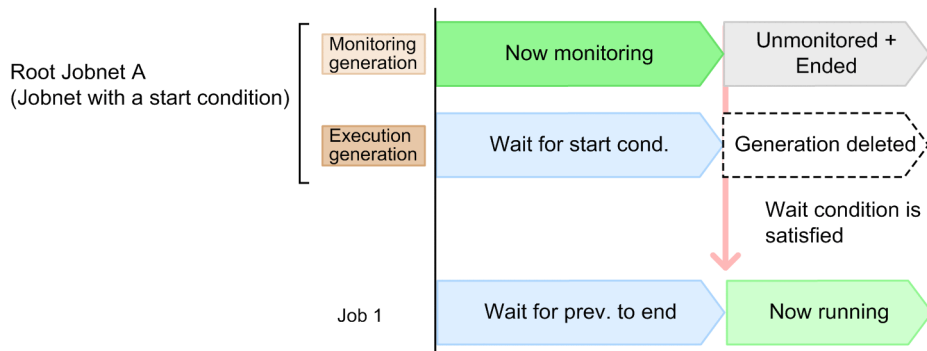 Root Jobnet A
(Jobnet with a start condition)
Monitoring
generation
Now monitoring
Unmonitored +
Ended
Execution
generation
Wait for start cond.
Generation deleted
Wait condition is
satisfied
Job 1
Wait for prev. to end
Now running